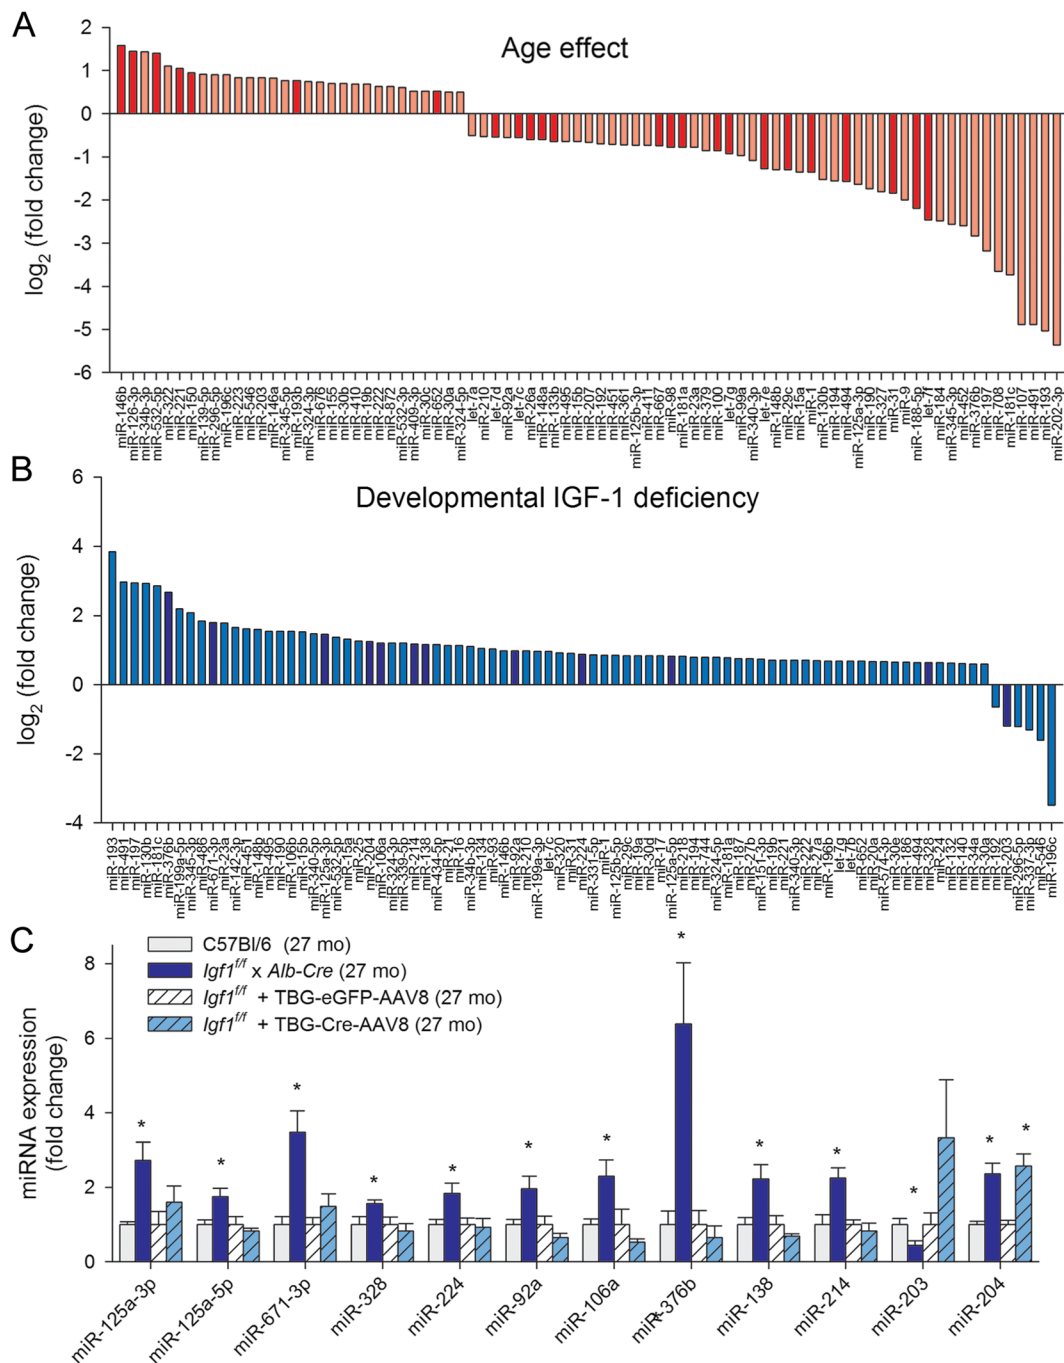 A
Age effect
log2 (fold change)
2
1
0
-1
-2
-3
-4
-5
-6
miR-146b
miR-126-3p
miR-34b-3p
miR-532-5p
miR-322
miR-221
miR-150
miR-139-5p
miR-296-5p
miR-196c
miR-223
miR-546
miR-203
miR-146a
miR-345-5p
miR-193b
miR-324-3p
miR-676
miR-155
miR-30b
miR-410
miR-19b
miR-222
miR-872
miR-532-3p
miR-409-3p
miR-30c
miR-652
miR-30a
miR-324-5p
let-7a
miR-210
let-7d
miR-92a
let-7c
miR-26a
miR-148a
miR-133b
miR-495
miR-15b
miR-207
miR-192
miR-451
miR-361
miR-125b-3p
miR-411
miR-667
miR-98
miR-181a
miR-23a
miR-379
miR-100
let-7g
miR-99a
miR-340-3p
let-7e
miR-148b
miR-29c
miR-15a
miR-1
miR-130b
miR-194
miR-494
miR-125a-3p
miR-190
miR-187
miR-31
miR-9
miR-188-5p
let-7f
miR-134
miR-345-3p
miR-452
miR-376b
miR-197
miR-708
miR-181c
miR-107
miR-491
miR-193
miR-202-3p
B
Developmental IGF-1 deficiency
log2 (fold change)
6
4
2
0
-2
-4
miR-193
miR-491
miR-197
miR-130b
miR-181c
miR-376b
miR-199a-5p
miR-345-3p
miR-486
miR-671-3p
miR-23a
miR-142-3p
miR-451
miR-148b
miR-495
miR-190
miR-106b
miR-15b
miR-340-5p
miR-125a-3p
miR-532-5p
miR-15a
miR-25
miR-204
miR-106a
miR-324-3p
miR-339-5p
miR-214
miR-138
miR-434-5p
miR-21
miR-16
miR-34b-3p
miR-134
miR-93
miR-146b
miR-92a
miR-210
miR-199a-3p
let-7c
miR-20
miR-31
miR-224
miR-331-5p
miR-1
miR-125b-5p
miR-29c
miR-19a
miR-30d
miR-13
miR-125a-5p
miR-194
miR-744
miR-324-5p
miR-181a
miR-187
miR-27b
miR-151-3p
miR-19b
miR-221
miR-340-3p
miR-222
miR-17a
miR-196b
let-7g
let-7b
miR-652
miR-20a
miR-574-3p
miR-30e
miR-186
miR-494
miR-328
miR-24
miR-132
miR-140
miR-34a
miR-30a
miR-203
miR-296-5p
miR-337-3p
miR-546
miR-196c
C
C57Bl/6 (27 mo)
Igf1f/f x Alb-Cre (27 mo)
Igf1f/f + TBG-eGFP-AAV8 (27 mo)
Igf1f/f + TBG-Cre-AAV8 (27 mo)
miRNA expression
(fold change)
8
6
4
2
0
* * * * * * * * * * * * *
miR-125a-3p
miR-125a-5p
miR-671-3p
miR-328
miR-224
miR-92a
miR-106a
miR-376b
miR-138
miR-214
miR-203
miR-204